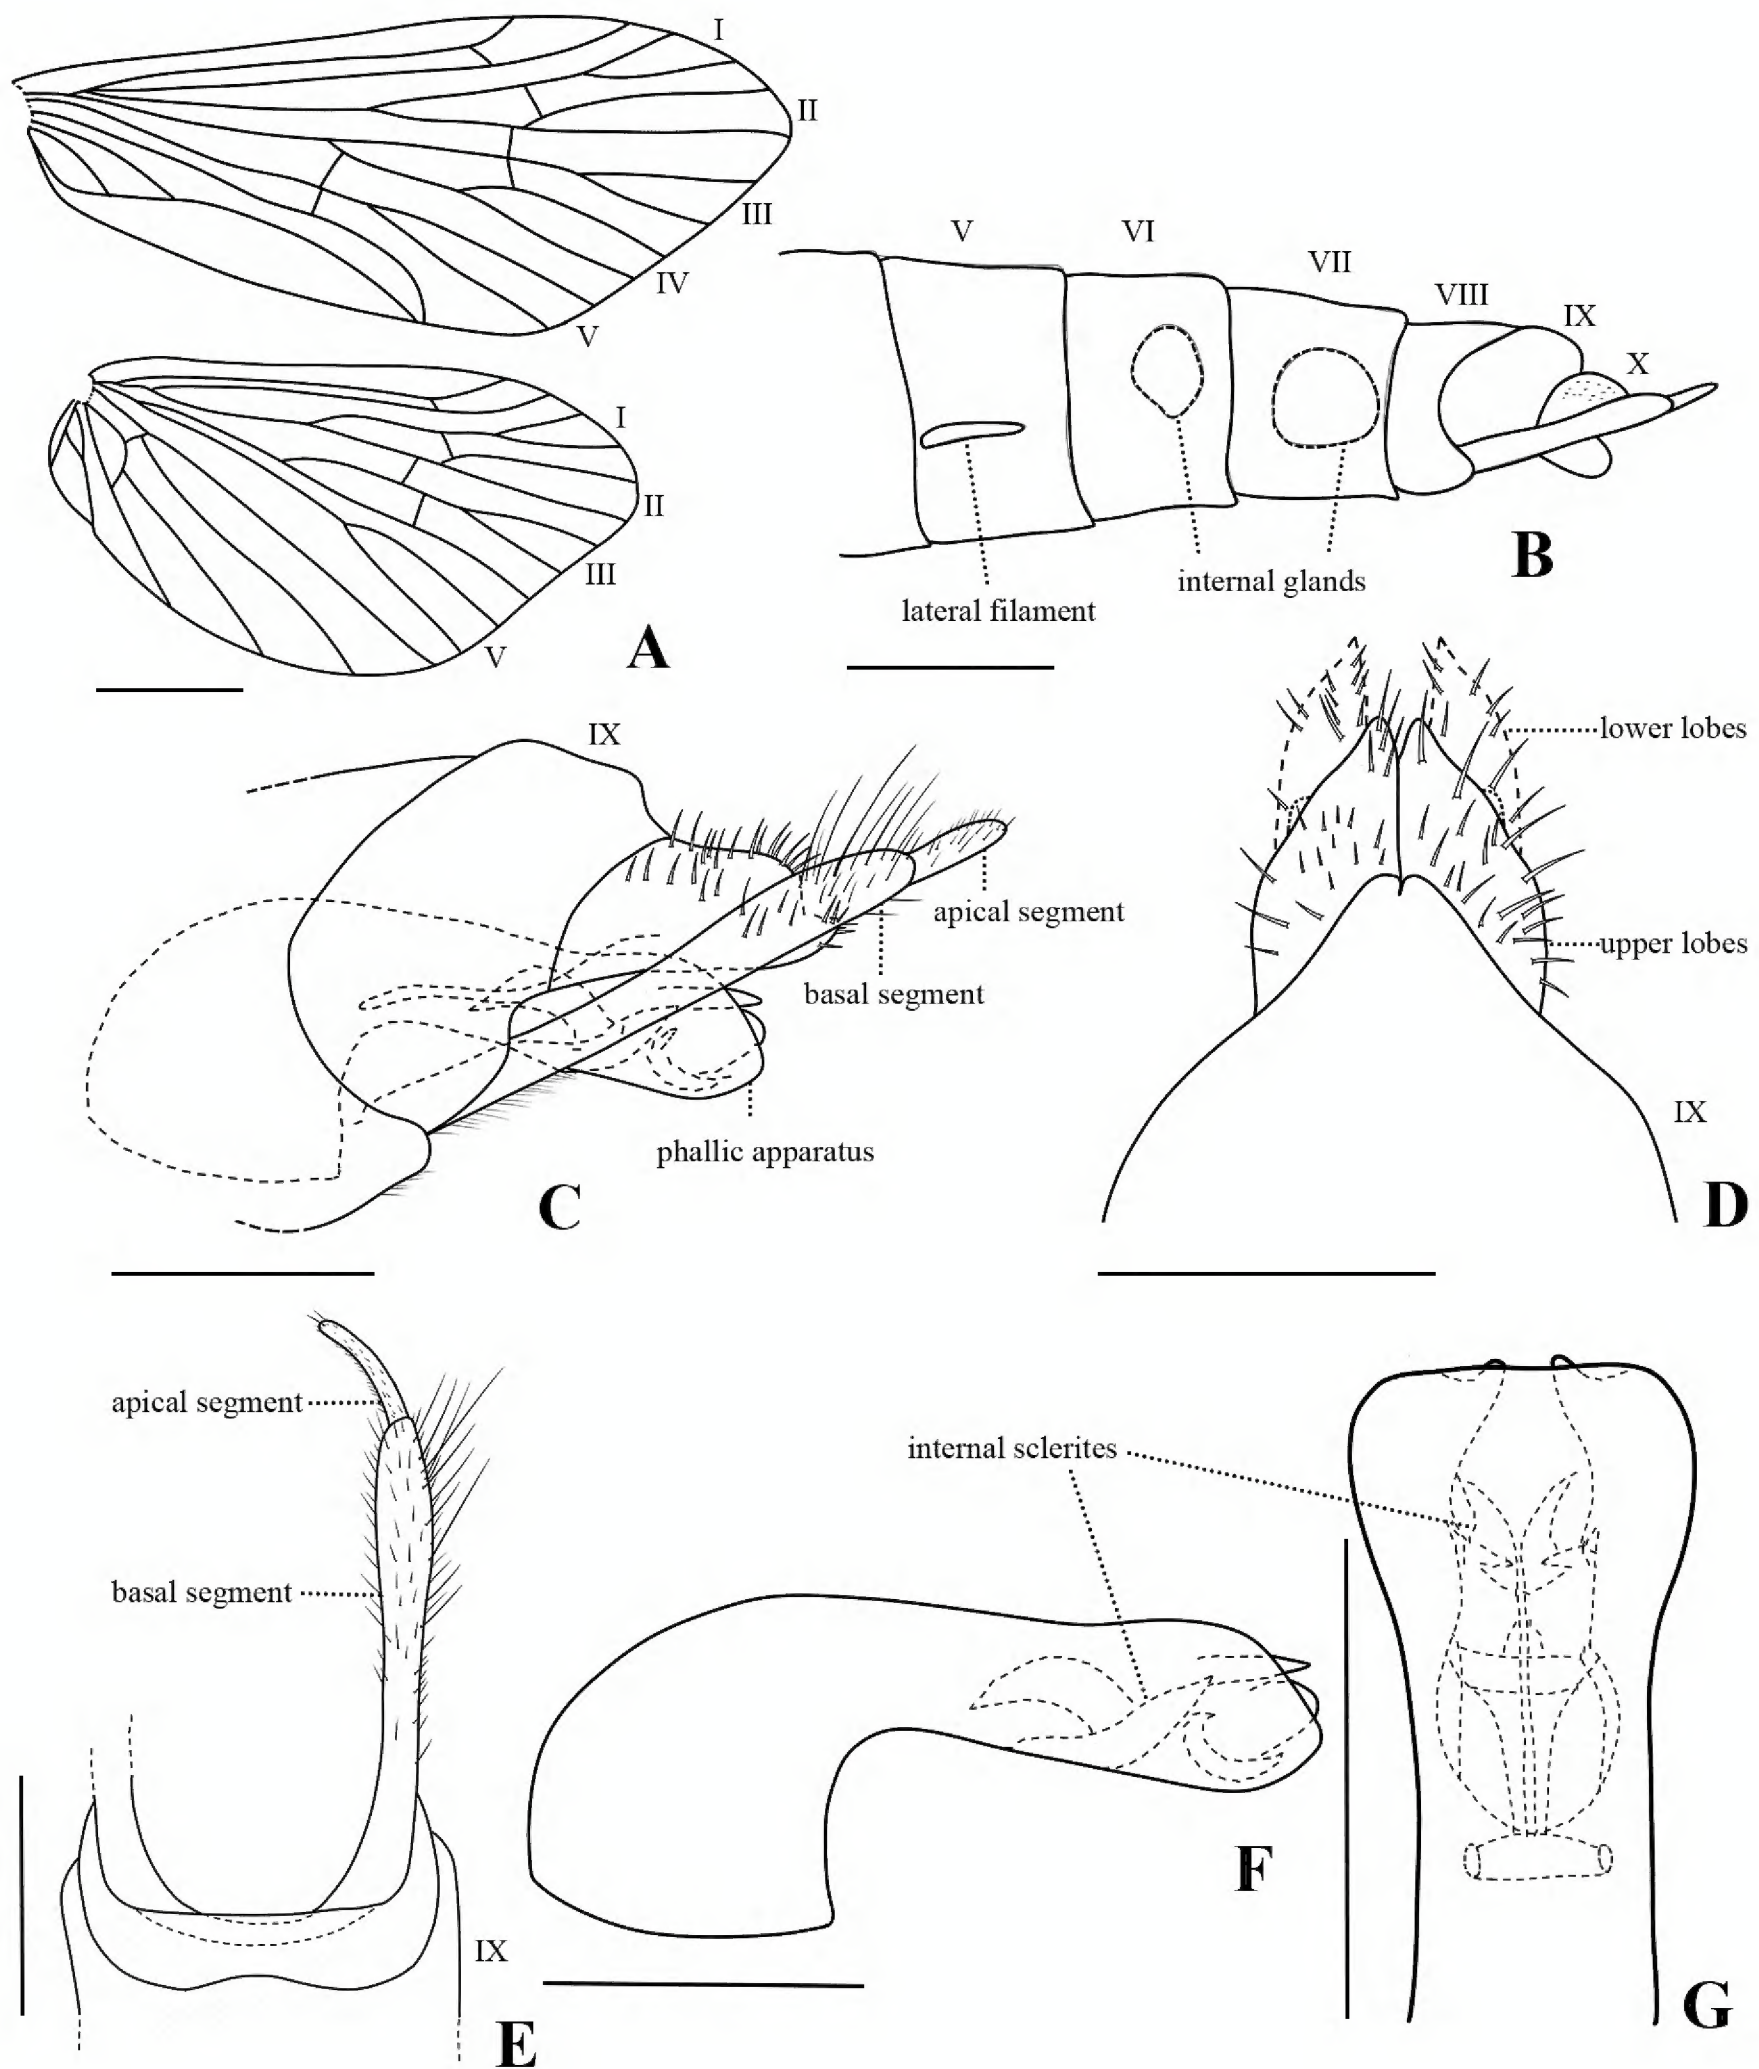 I
II
III
IV
V
I
II
III
V
A
V
VI
VII
VIII
IX
X
lateral filament
internal glands
B
IX
apical segment
basal segment
phallic apparatus
C
lower lobes
upper lobes
IX
D
apical segment
basal segment
IX
E
internal sclerites
F
G